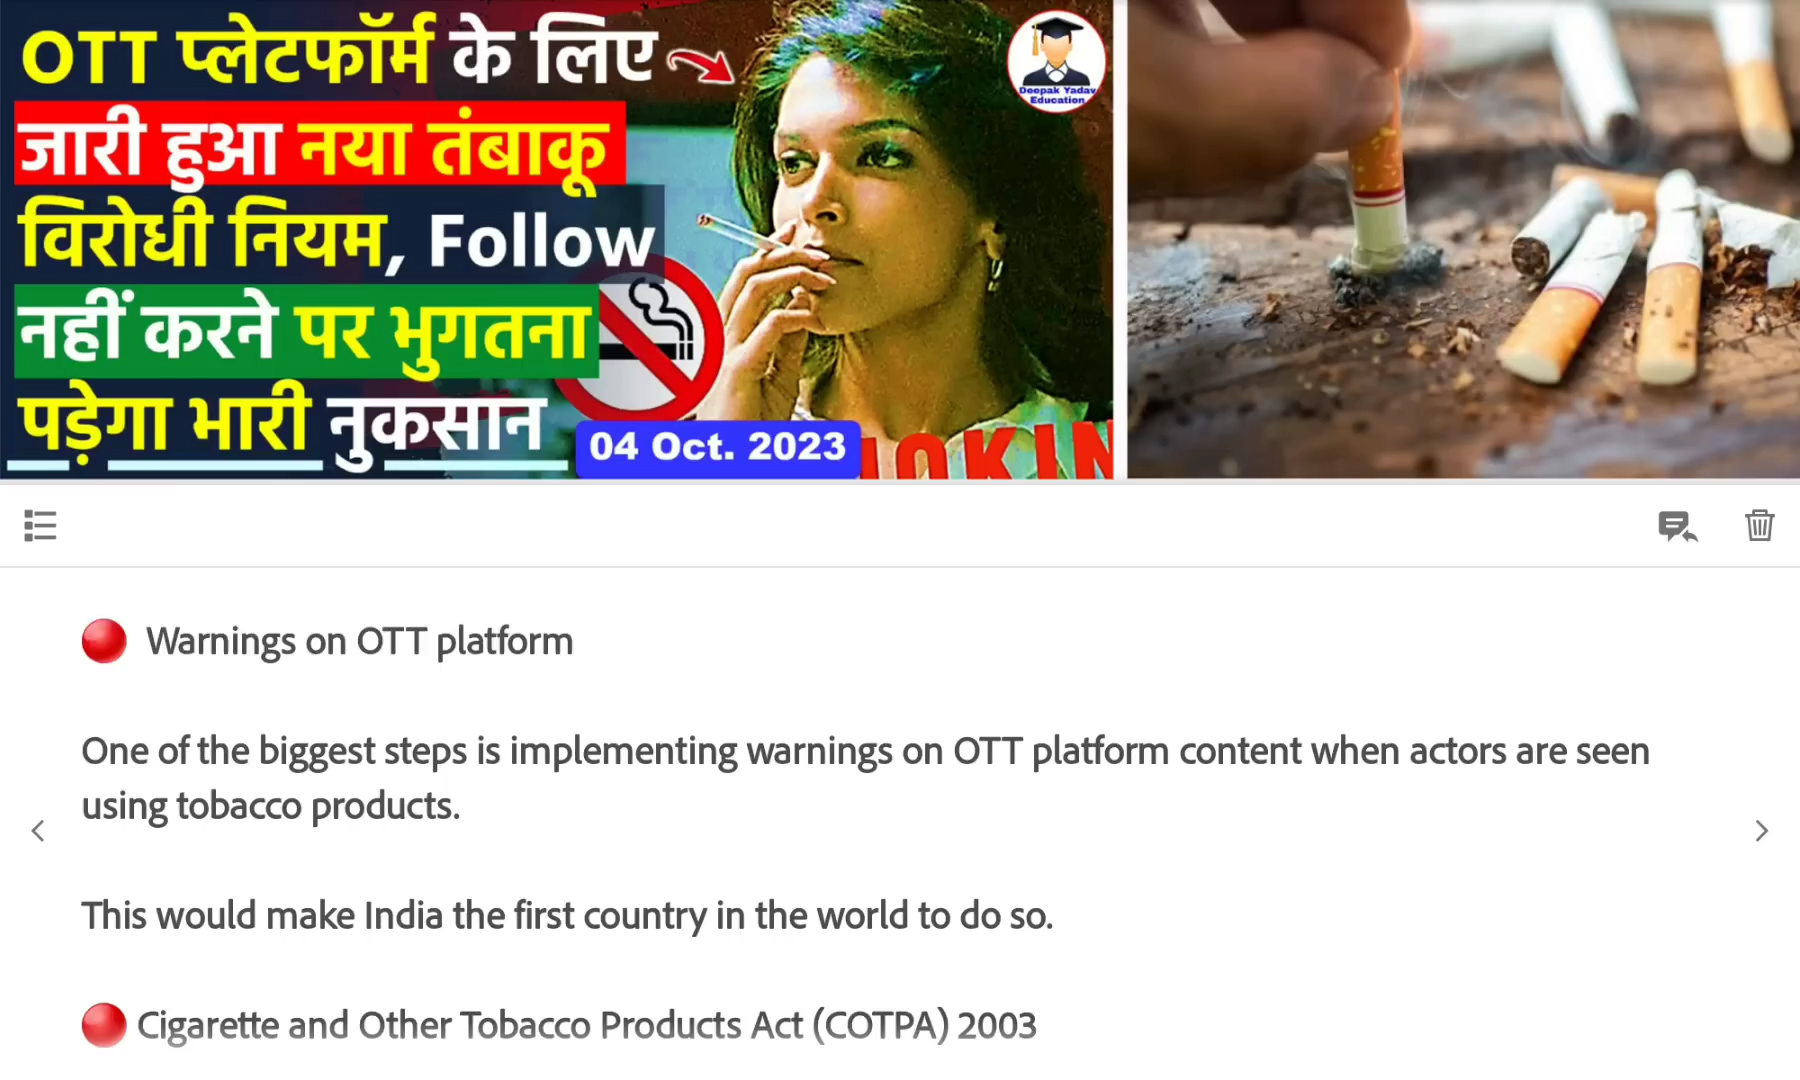 OTT प्लेटफॉर्म के लिए
जारी हुआ नया तंबाकू
विरोधी नियम, Follow
नहीं करने पर भुगतना
पड़ेगा भारी नुकसान
04 Oct. 2023
Deepak Yadav
Education
OKIN
Warnings on OTT platform
One of the biggest steps is implementing warnings on OTT platform content when actors are seen
using tobacco products.
This would make India the first country in the world to do so.
Cigarette and Other Tobacco Products Act (COTPA) 2003